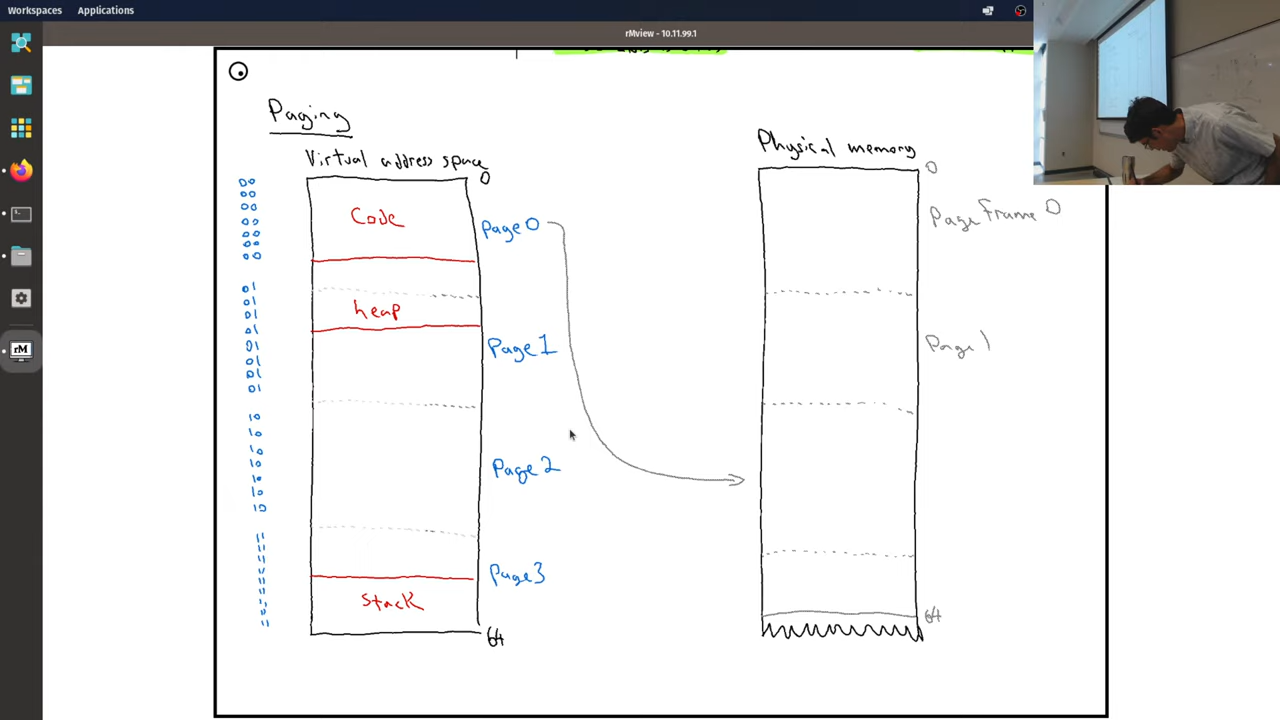 Workspaces Applications
rMview - 10.11.99.1
Paging
Virtual address space
0
Code
Page 0
heap
Page 1
Page 2
Page 3
Stack
64
00
00
00
00
00
00
01
01
01
01
01
01
01
01
10
10
10
10
10
10
10
11
11
11
11
11
11
11
11
Physical memory
0
Page Frame 0
Page 1
64
rM